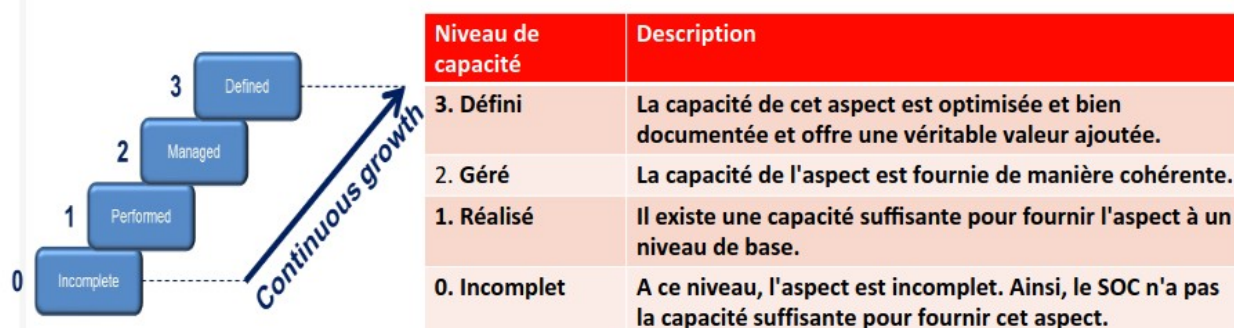 3 Defined
2 Managed
1 Performed
0 Incomplete
Continuous growth
Niveau de capacité
Description
3. Défini
La capacité de cet aspect est optimisée et bien
documentée et offre une véritable valeur ajoutée.
2. Géré
La capacité de l'aspect est fournie de manière cohérente.
1. Réalisé
Il existe une capacité suffisante pour fournir l'aspect à un
niveau de base.
0. Incomplet
A ce niveau, l'aspect est incomplet. Ainsi, le SOC n'a pas
la capacité suffisante pour fournir cet aspect.